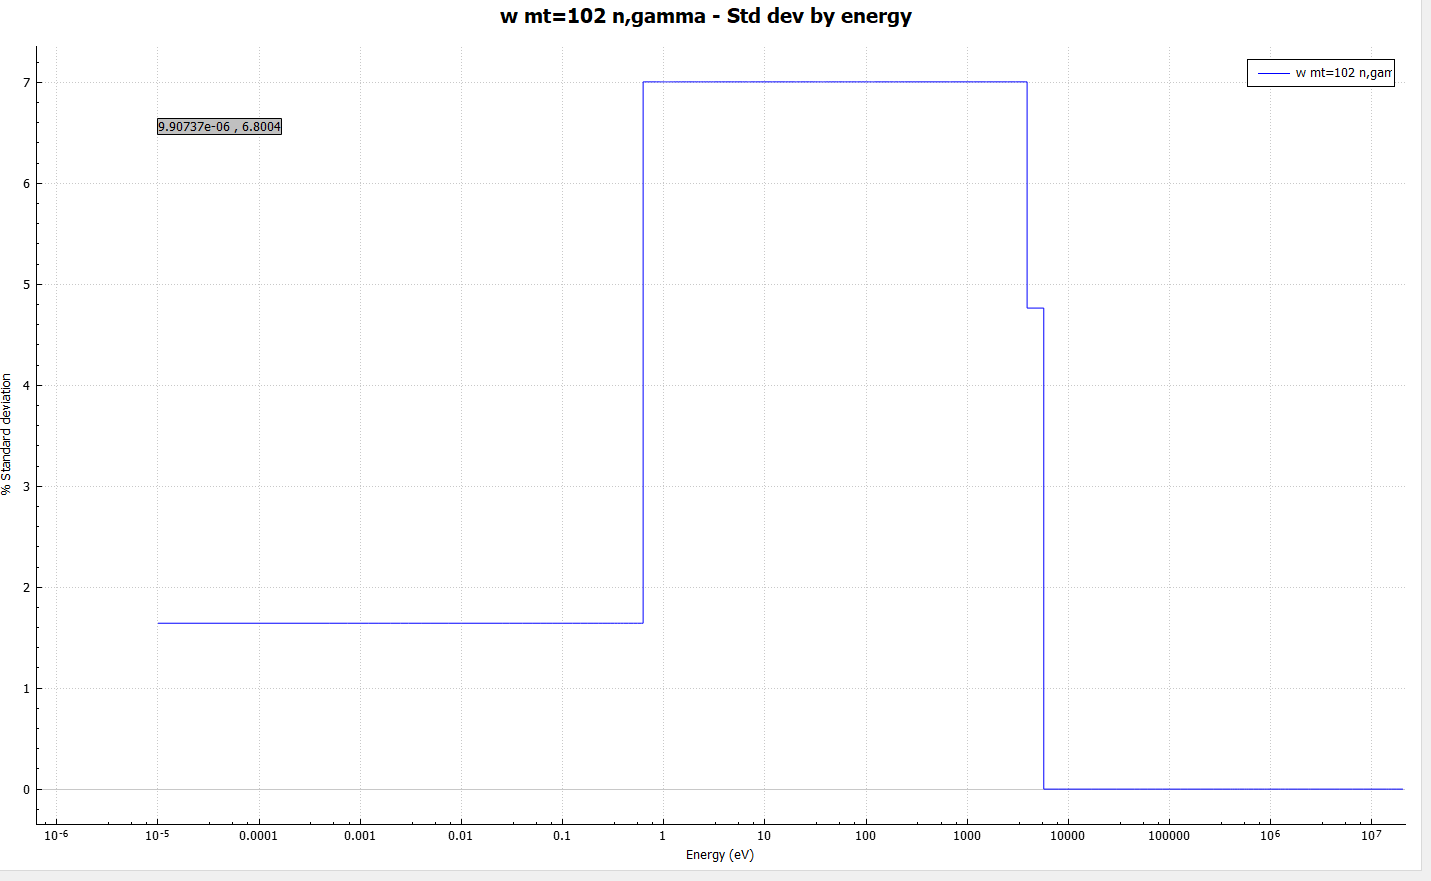 w mt=102 n,gamma - Std dev by energy
w mt=102 n,gam
9.90737e-06 , 6.8004
7
6
5
4
3
2
1
0
% Standard deviation
10-6 10-5 0.0001 0.001 0.01 0.1 1 10 100 1000 10000 100000 106 107
Energy (eV)